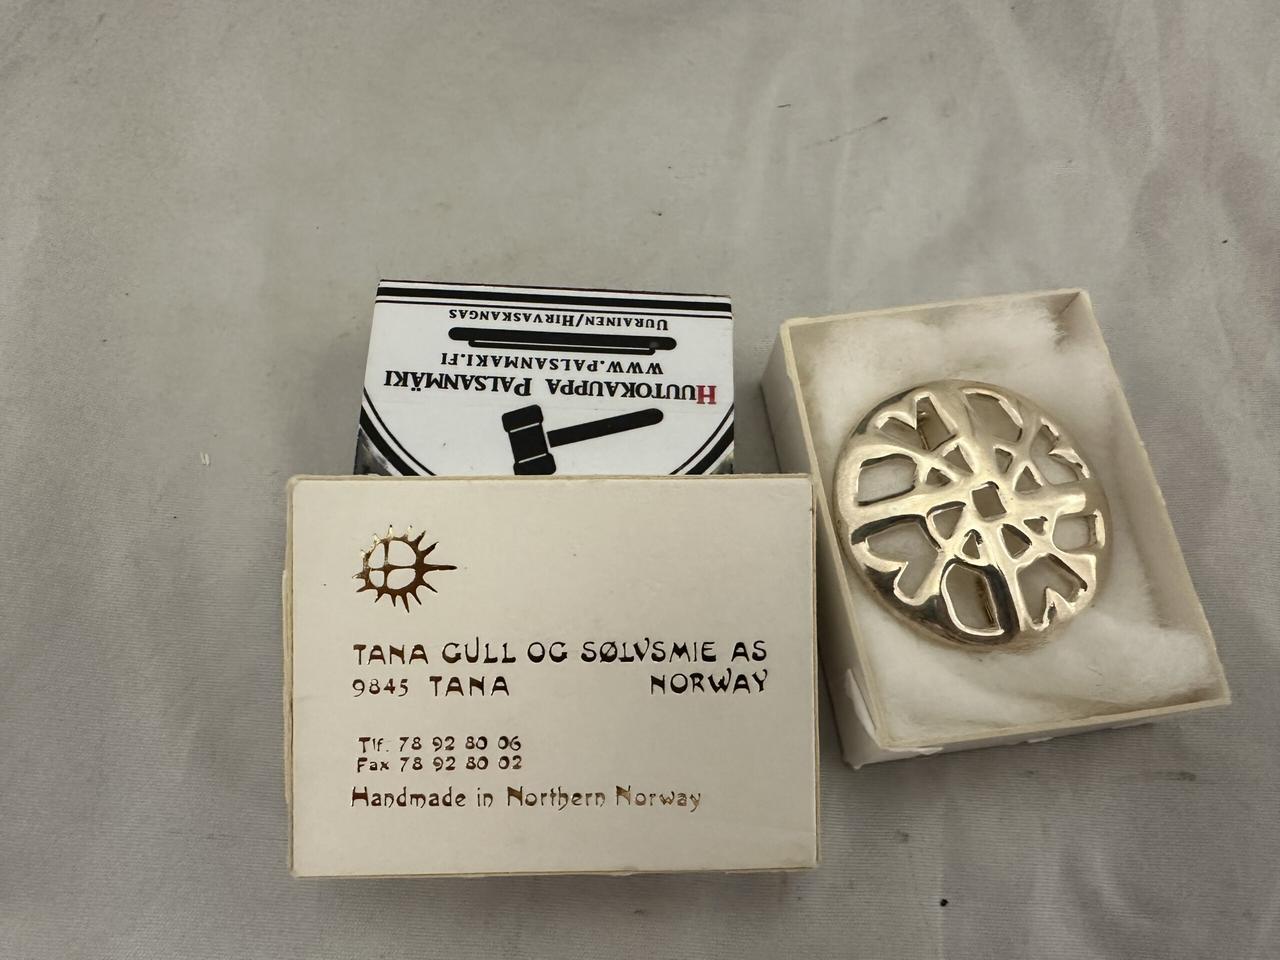 UURAINEN/HIRVASKANGAS
WWW.PALSANMAKI.FI
HUUTOKAUPPA PALSANMÄKI
TANA GULL OG SØLVSMIE AS
9845 TANA NORWAY
Tlf. 78 92 80 06
Fax 78 92 80 02
Handmade in Northern Norway